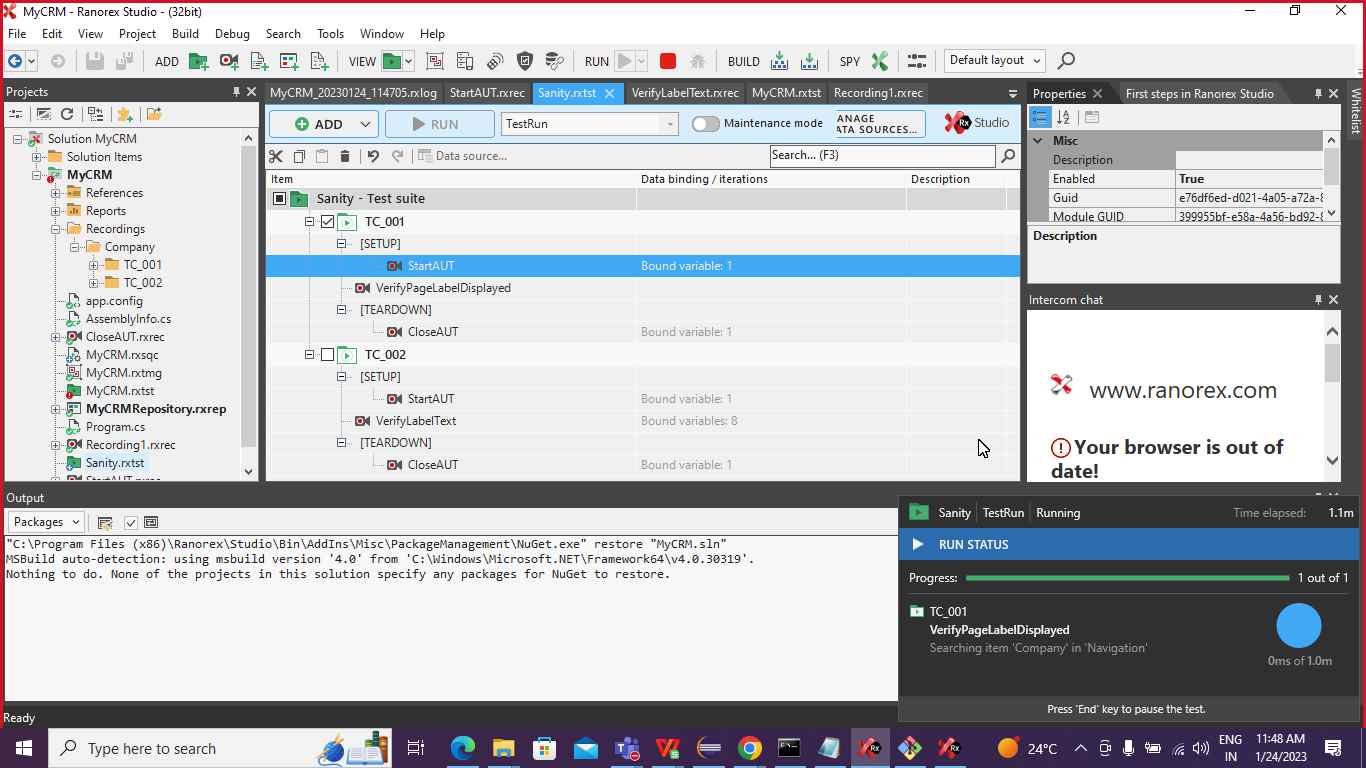 MyCRM - Ranorex Studio - (32bit)
File Edit View Project Build Debug Search Tools Window Help
ADD VIEW RUN BUILD SPY Default layout
Projects
Solution MyCRM
Solution Items
MyCRM
References
Reports
Recordings
Company
TC_001
TC_002
app.config
AssemblyInfo.cs
CloseAUT.rxrec
MyCRM.rxsqc
MyCRM.rxtmg
MyCRM.rxtst
MyCRMRepository.rxrep
Program.cs
Recording1.rxrec
Sanity.rxtst
MyCRM_20230124_114705.rxlog StartAUT.rxrec Sanity.rxtst VerifyLabelText.rxrec MyCRM.rxtst Recording1.rxrec
ADD RUN TestRun Maintenance mode ANAGE
ATA SOURCES... Rx Studio
Data source... Search... (F3)
Item Data binding / iterations Description
Sanity - Test suite
TC_001
[SETUP]
StartAUT Bound variable: 1
VerifyPageLabelDisplayed
[TEARDOWN]
CloseAUT Bound variable: 1
TC_002
[SETUP]
StartAUT Bound variable: 1
VerifyLabelText Bound variables: 8
[TEARDOWN]
CloseAUT Bound variable: 1
Properties First steps in Ranorex Studio
Whitelist
Misc
Description
Enabled True
Guid e76df6ed-d021-4a05-a72a-8
Module GUID 399955bf-e58a-4a56-bd92-8
Description
Intercom chat
www.ranorex.com
Your browser is out of
date!
Output
Packages
"C:\Program Files (x86)\Ranorex\Studio\Bin\AddIns\Misc\PackageManagement\NuGet.exe" restore "MyCRM.sln"
MSBuild auto-detection: using msbuild version '4.0' from 'C:\Windows\Microsoft.NET\Framework64\v4.0.30319'.
Nothing to do. None of the projects in this solution specify any packages for NuGet to restore.
Sanity TestRun Running Time elapsed: 1.1m
RUN STATUS
Progress: 1 out of 1
TC_001
VerifyPageLabelDisplayed
Searching item 'Company' in 'Navigation'
0ms of 1.0m
Press 'End' key to pause the test.
Ready
Type here to search
24°C
ENG
IN
11:48 AM
1/24/2023